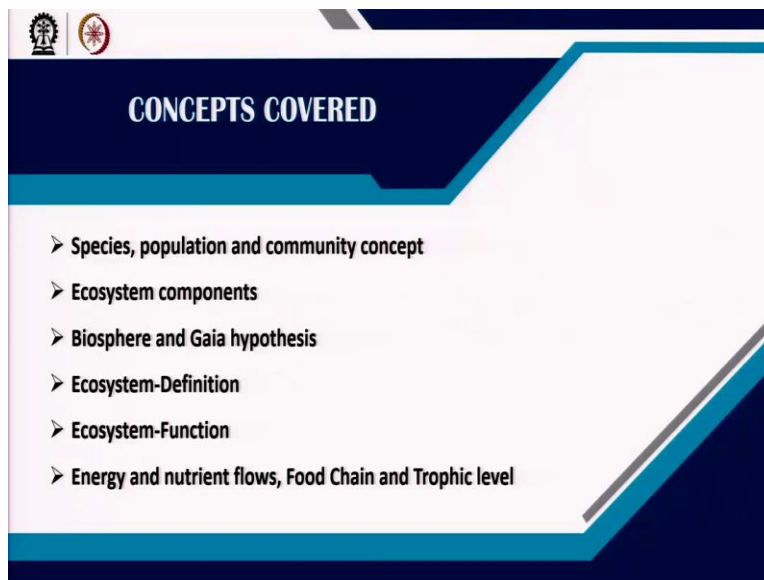 CONCEPTS COVERED
➢ Species, population and community concept
➢ Ecosystem components
➢ Biosphere and Gaia hypothesis
➢ Ecosystem-Definition
➢ Ecosystem-Function
➢ Energy and nutrient flows, Food Chain and Trophic level